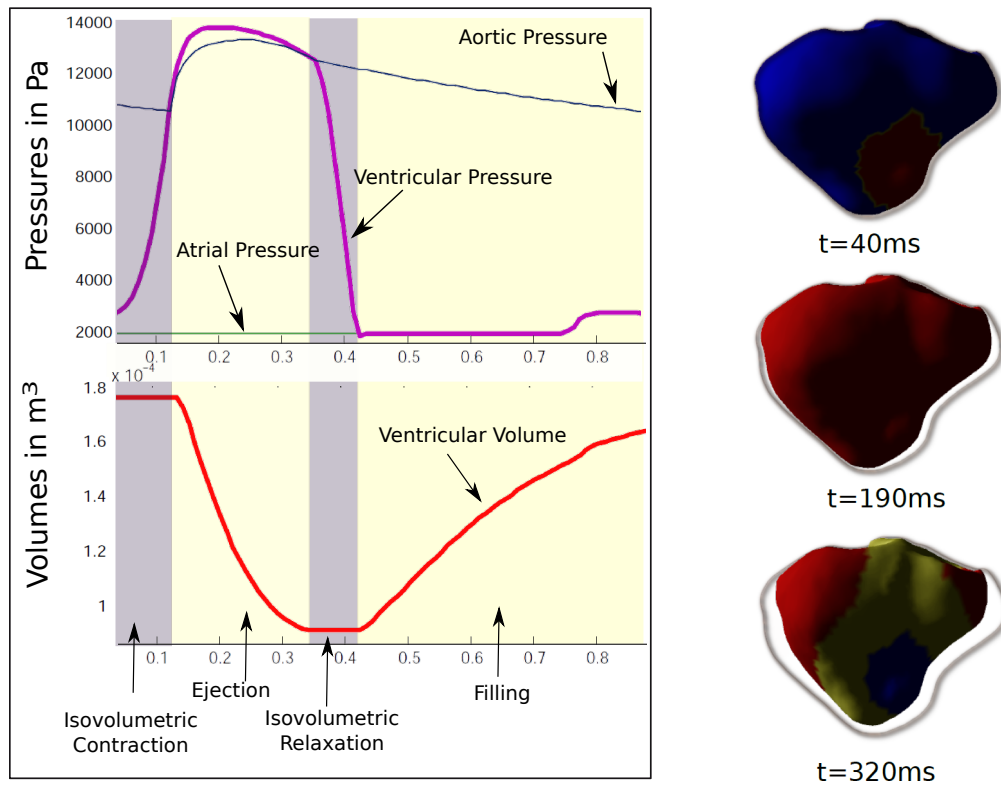 Pressures in Pa
14000
12000
10000
8000
6000
4000
2000
Aortic Pressure
Ventricular Pressure
Atrial Pressure
0.1 0.2 0.3 0.4 0.5 0.6 0.7 0.8
x 10⁻⁴
Volumes in m³
1.8
1.6
1.4
1.2
1
Ventricular Volume
0.1 0.2 0.3 0.4 0.5 0.6 0.7 0.8
Isovolumetric
Contraction
Ejection
Isovolumetric
Relaxation
Filling
t=40ms
t=190ms
t=320ms